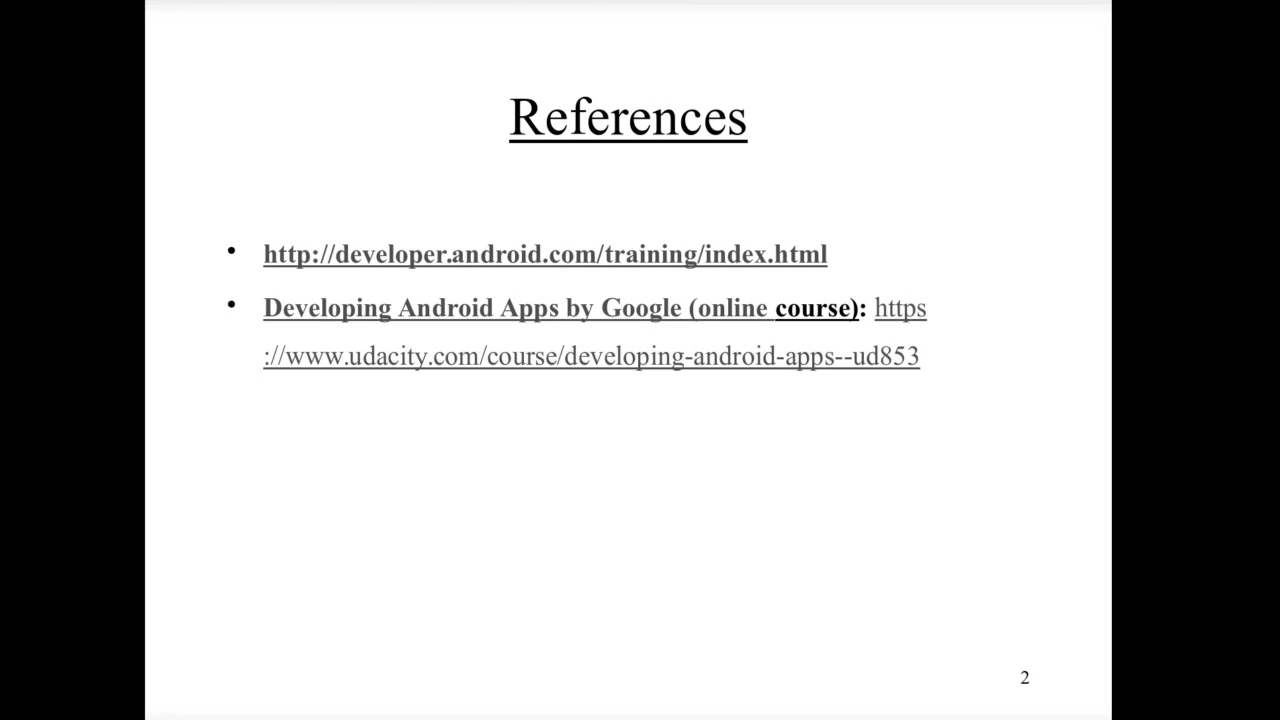 References
• http://developer.android.com/training/index.html
• Developing Android Apps by Google (online course): https
://www.udacity.com/course/developing-android-apps--ud853
2